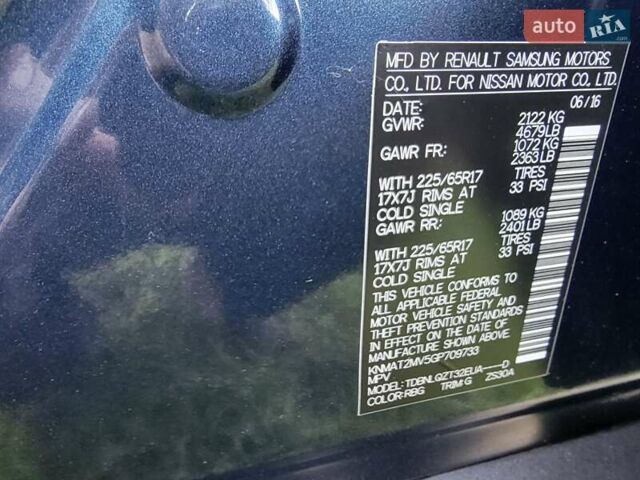 auto RIA
.com
MFD BY RENAULT SAMSUNG MOTORS
CO., LTD. FOR NISSAN MOTOR CO., LTD.
DATE: 06/16
GVWR: 2122 KG
4679 LB
GAWR FR: 1072 KG
2363 LB
WITH 225/65R17 TIRES
17X7J RIMS AT 33 PSI
COLD SINGLE
GAWR RR: 1089 KG
2401 LB
WITH 225/65R17 TIRES
17X7J RIMS AT 33 PSI
COLD SINGLE
THIS VEHICLE CONFORMS TO
ALL APPLICABLE FEDERAL
MOTOR VEHICLE SAFETY AND
THEFT PREVENTION STANDARDS
IN EFFECT ON THE DATE OF
MANUFACTURE SHOWN ABOVE.
KNMAT2MV5GP709733
MPV
MODEL: TDBNLQZT32EUA----D
COLOR: RBG TRIM: G ZS30A